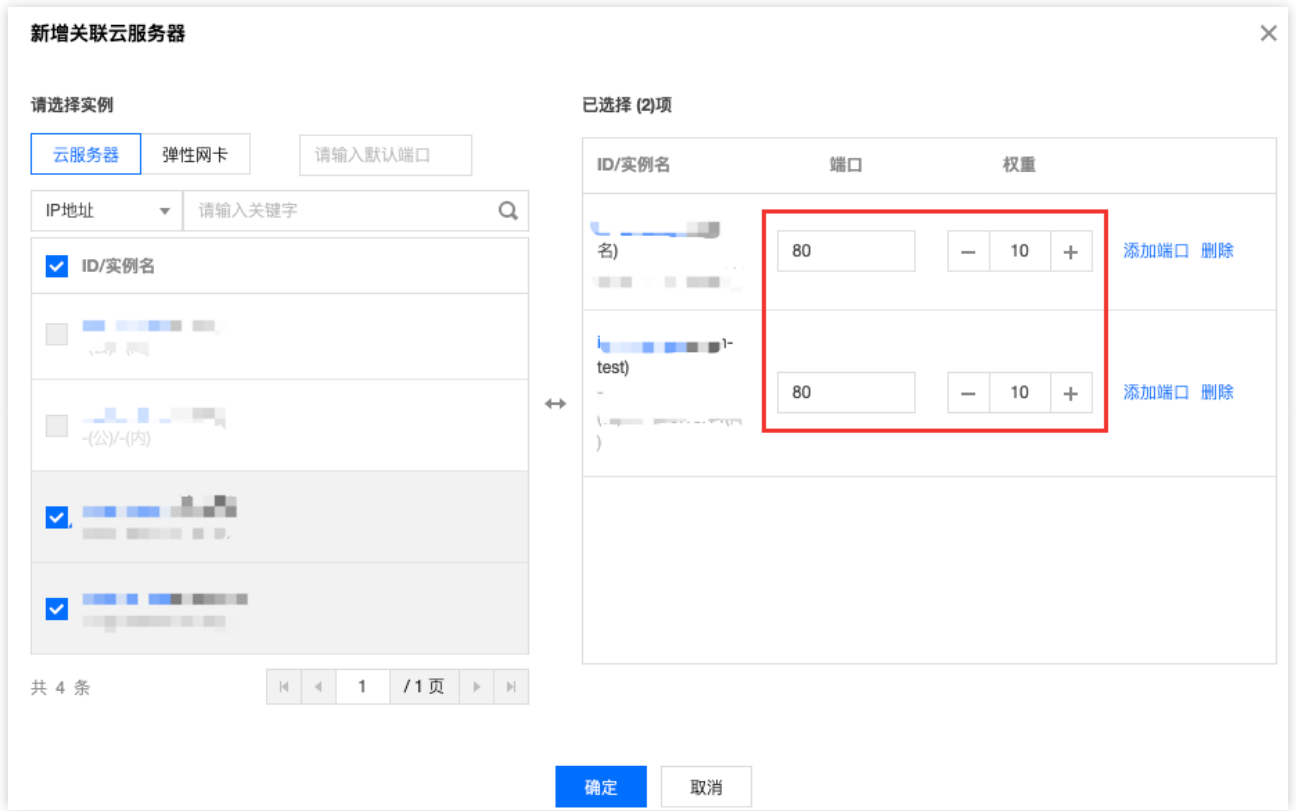 新增关联云服务器
请选择实例
云服务器 弹性网卡 请输入默认端口
IP地址 请输入关键字
ID/实例名
-(公)/-(内)
共 4 条
1 / 1 页
已选择 (2)项
ID/实例名 端口 权重
名)
80 10 添加端口 删除
test)
-
80 10 添加端口 删除
)
确定 取消